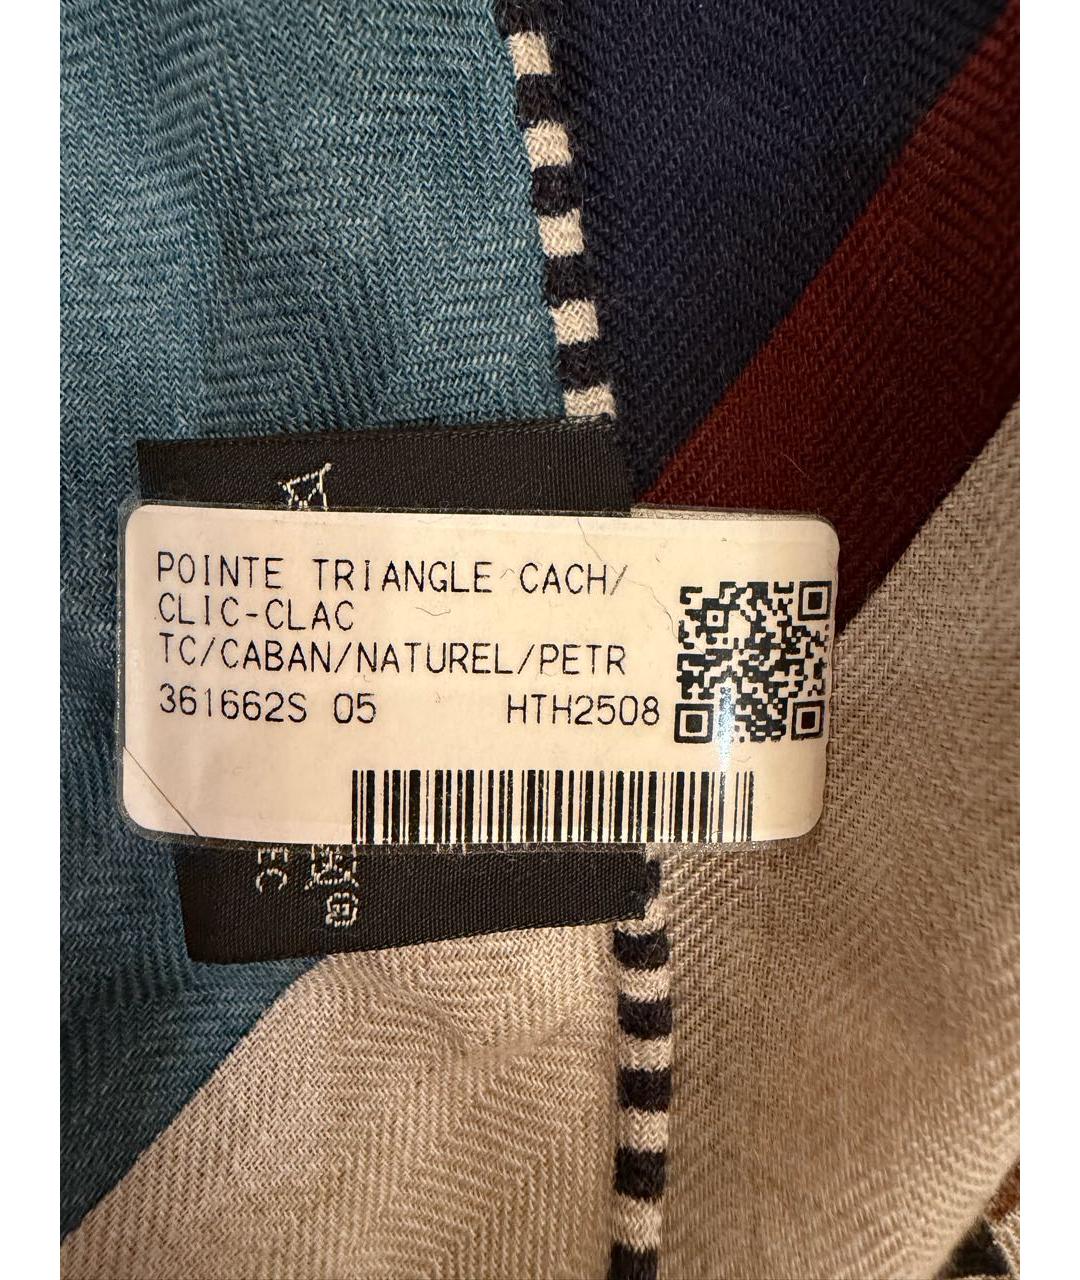 POINTE TRIANGLE CACH/
CLIC-CLAC
TC/CABAN/NATUREL/PETR
361662S 05 HTH2508